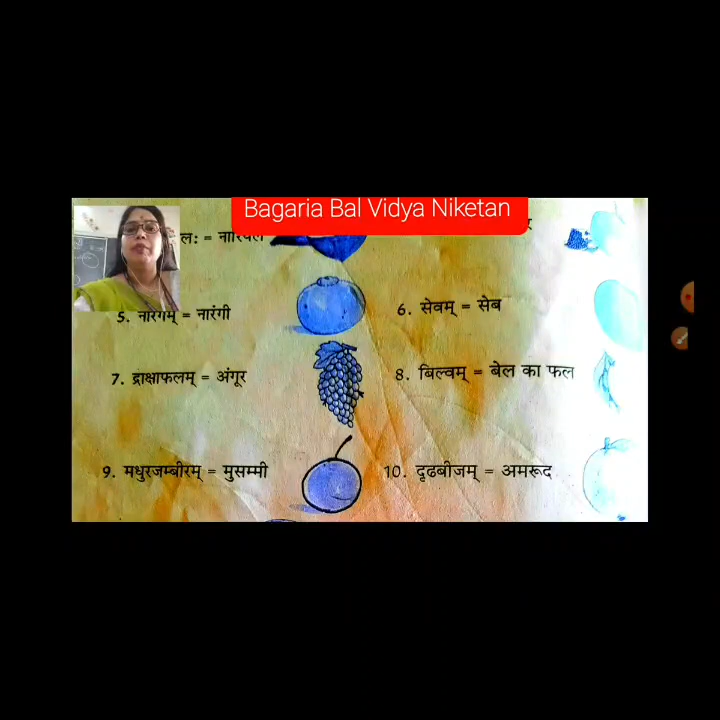 Bagaria Bal Vidya Niketan
लः = नारियल
5. नारंगम् = नारंगी
6. सेवम् = सेब
7. द्राक्षाफलम् = अंगूर
8. बिल्वम् = बेल का फल
9. मधुरजम्बीरम् = मुसम्मी
10. दृढबीजम् = अमरूद